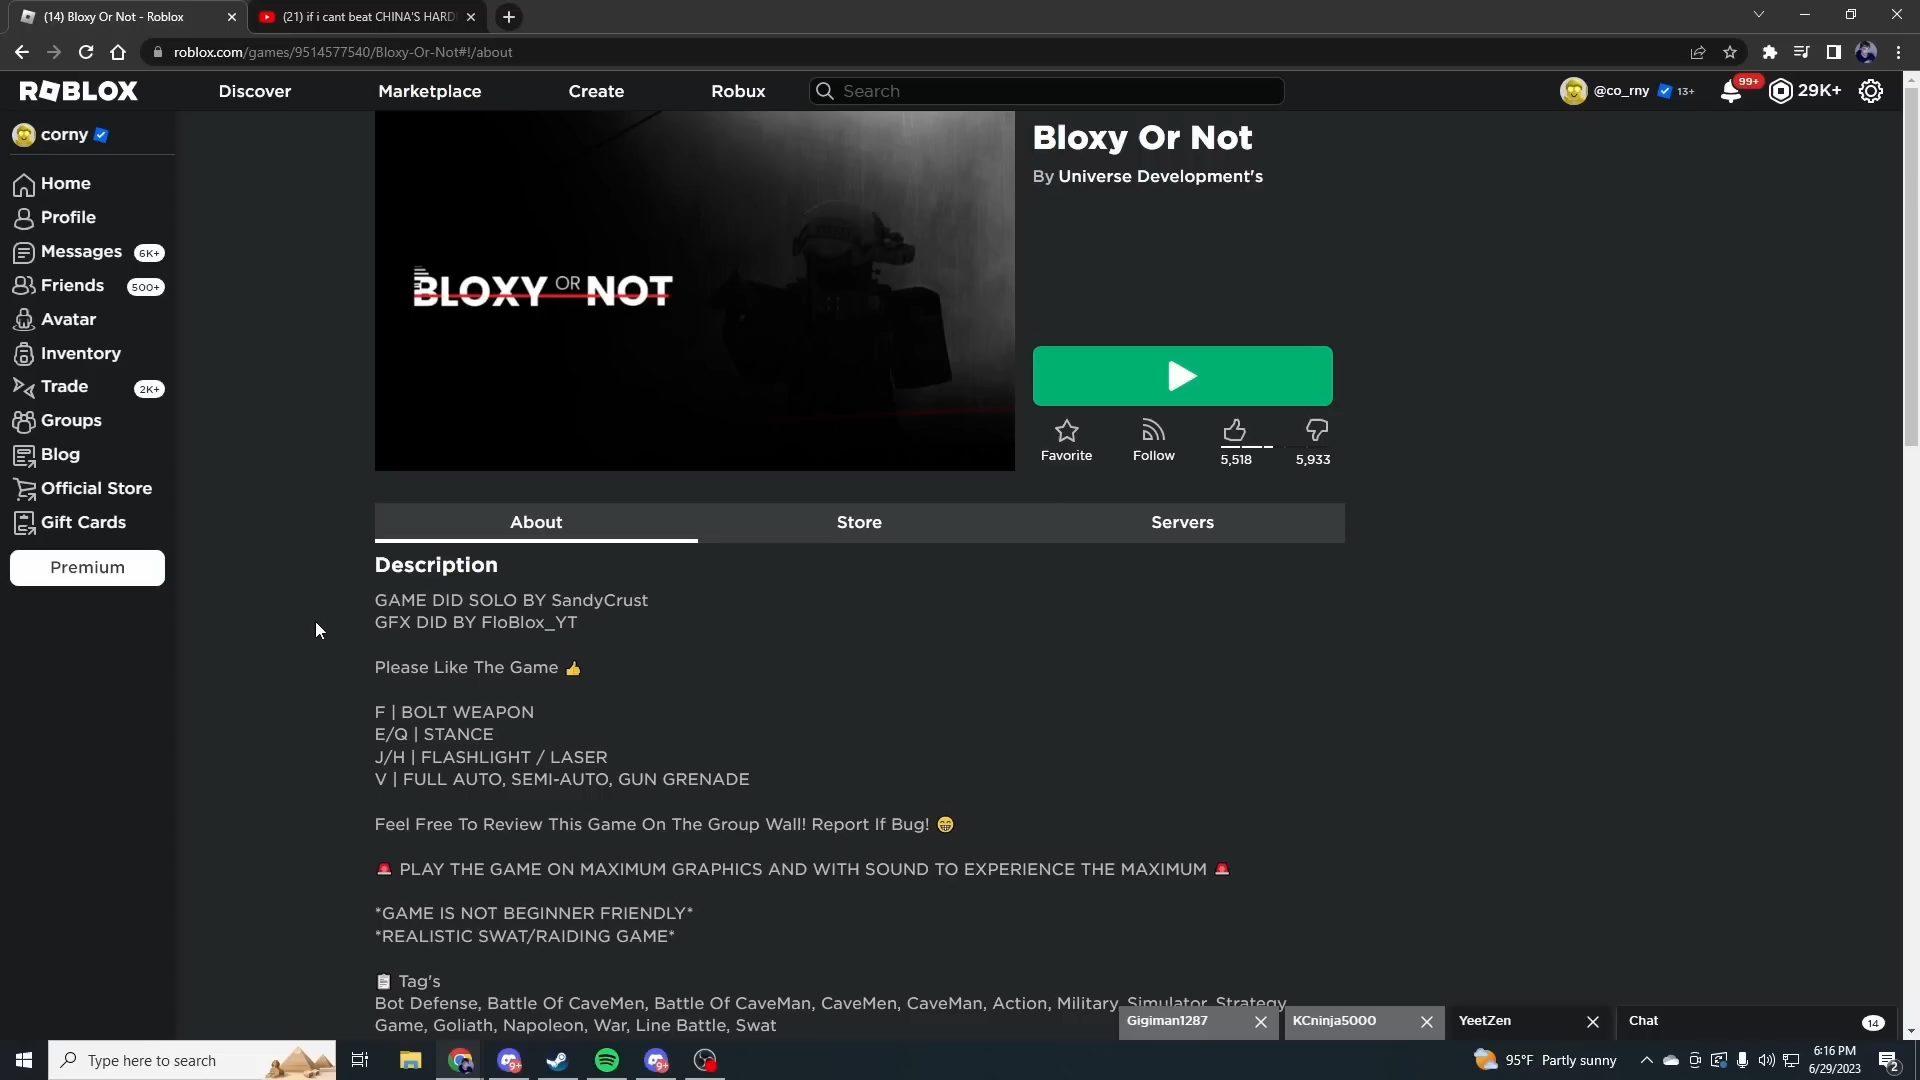 (14) Bloxy Or Not - Roblox
(21) if i cant beat CHINA'S HARD
roblox.com/games/9514577540/Bloxy-Or-Not#!/about
ROBLOX
Discover
Marketplace
Create
Robux
Search
@co_rny
13+
99+
29K+
corny
Home
Profile
Messages 6K+
Friends 500+
Avatar
Inventory
Trade 2K+
Groups
Blog
Official Store
Gift Cards
Premium
BLOXY OR NOT
Bloxy Or Not
By Universe Development's
Favorite
Follow
5,518
5,933
About
Store
Servers
Description
GAME DID SOLO BY SandyCrust
GFX DID BY FloBlox_YT
Please Like The Game 👍
F | BOLT WEAPON
E/Q | STANCE
J/H | FLASHLIGHT / LASER
V | FULL AUTO, SEMI-AUTO, GUN GRENADE
Feel Free To Review This Game On The Group Wall! Report If Bug! 😁
🚨 PLAY THE GAME ON MAXIMUM GRAPHICS AND WITH SOUND TO EXPERIENCE THE MAXIMUM 🚨
*GAME IS NOT BEGINNER FRIENDLY*
*REALISTIC SWAT/RAIDING GAME*
📋 Tag's
Bot Defense, Battle Of CaveMen, Battle Of CaveMan, CaveMen, CaveMan, Action, Military, Simulator, Strategy
Game, Goliath, Napoleon, War, Line Battle, Swat
Gigiman1287
KCninja5000
YeetZen
Chat
14
Type here to search
9+
9+
95°F Partly sunny
6:16 PM
6/29/2023
2